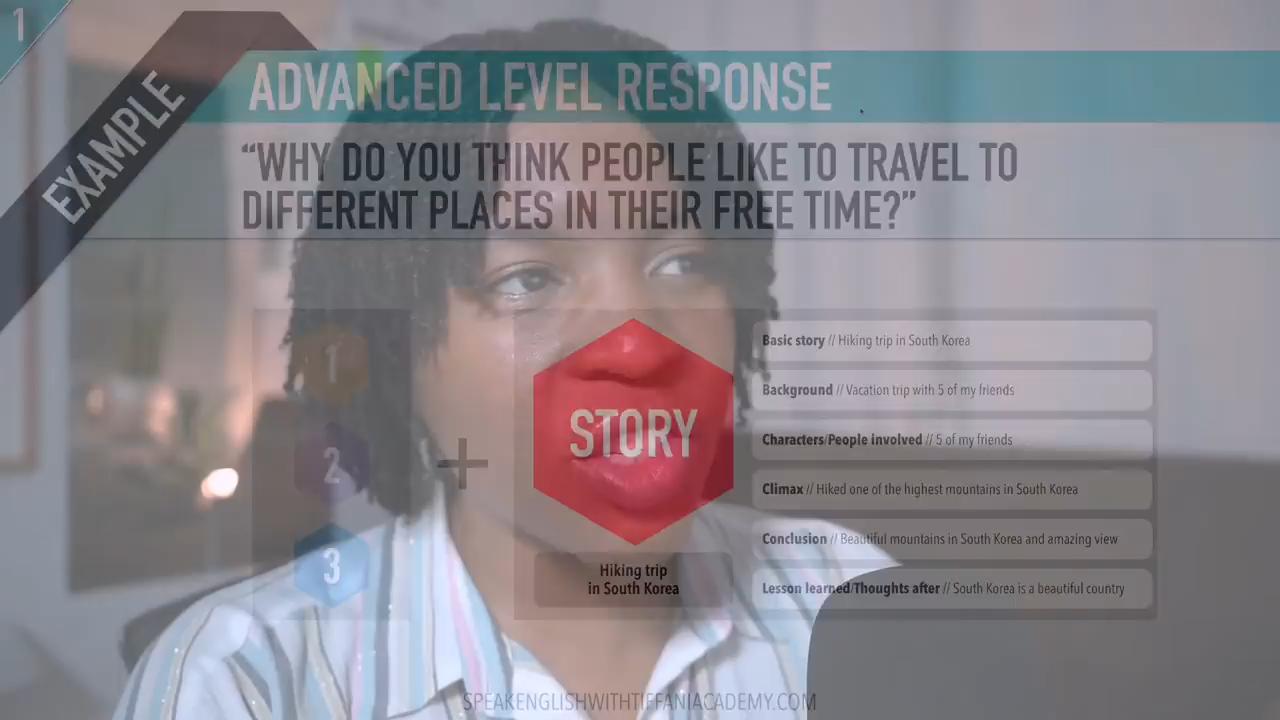 1
EXAMPLE
ADVANCED LEVEL RESPONSE
“WHY DO YOU THINK PEOPLE LIKE TO TRAVEL TO
DIFFERENT PLACES IN THEIR FREE TIME?”
1
2
3
+
STORY
Hiking trip
in South Korea
Basic story // Hiking trip in South Korea
Background // Vacation trip with 5 of my friends
Characters/People involved // 5 of my friends
Climax // Hiked one of the highest mountains in South Korea
Conclusion // Beautiful mountains in South Korea and amazing view
Lesson learned/Thoughts after // South Korea is a beautiful country
SPEAKENGLISHWITHTIFFANIACADEMY.COM